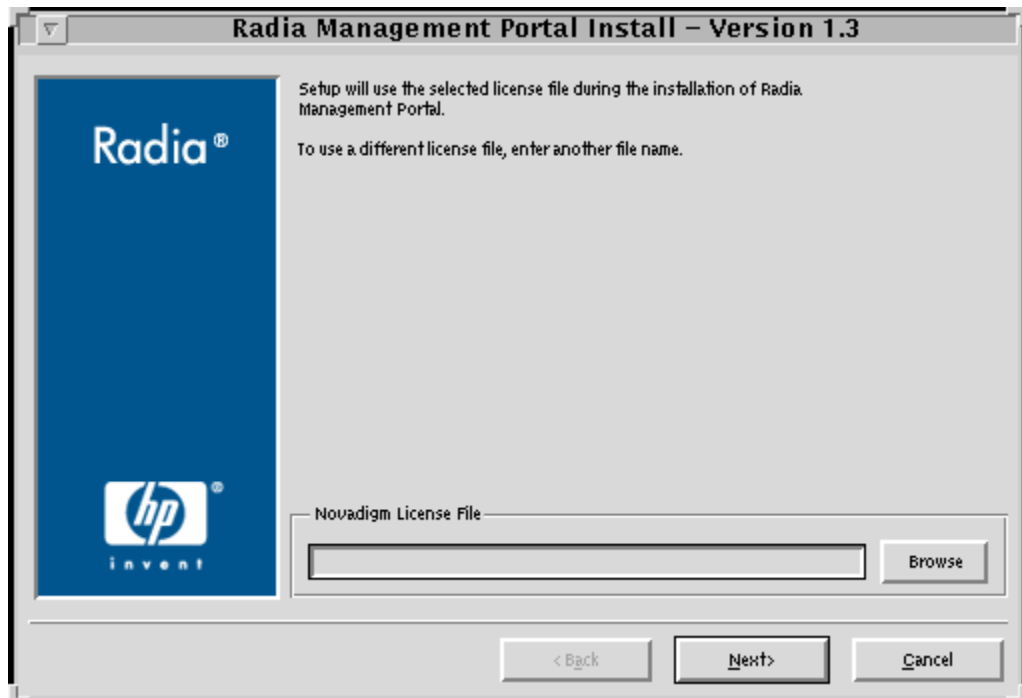 Radia Management Portal Install – Version 1.3
Radia®
Setup will use the selected license file during the installation of Radia
Management Portal.
To use a different license file, enter another file name.
hp®
invent
Novadigm License File
Browse
< Back
Next>
Cancel